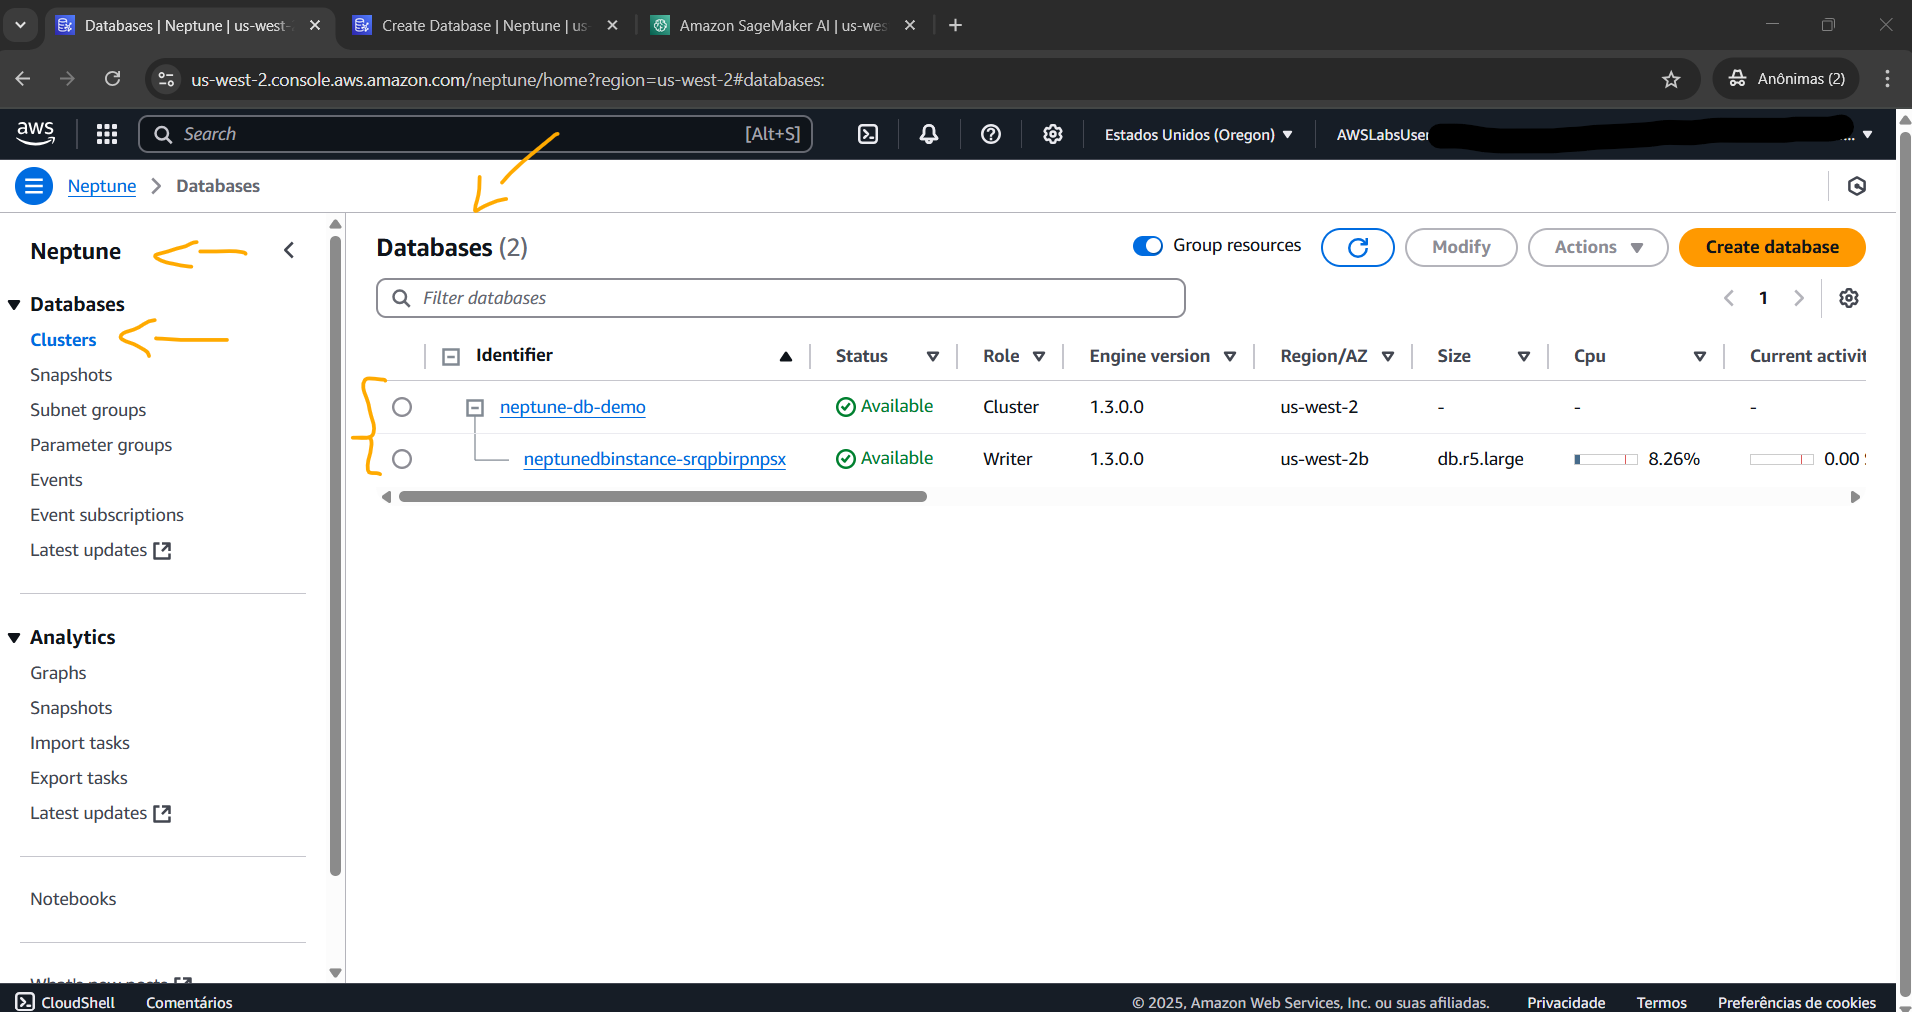 Databases | Neptune | us-west-
Create Database | Neptune | us-
Amazon SageMaker AI | us-wes
us-west-2.console.aws.amazon.com/neptune/home?region=us-west-2#databases:
Anônimas (2)
aws
Search
[Alt+S]
Estados Unidos (Oregon)
AWSLabsUser
...
Neptune
Databases
Neptune
Databases
Clusters
Snapshots
Subnet groups
Parameter groups
Events
Event subscriptions
Latest updates
Analytics
Graphs
Snapshots
Import tasks
Export tasks
Latest updates
Notebooks
What's new posts
Databases (2)
Group resources
Modify
Actions
Create database
Filter databases
1
Identifier Status Role Engine version Region/AZ Size Cpu Current activit
neptune-db-demo Available Cluster 1.3.0.0 us-west-2 - - -
neptunedbinstance-srqpbirpnpsx Available Writer 1.3.0.0 us-west-2b db.r5.large 8.26% 0.00
CloudShell
Comentários
© 2025, Amazon Web Services, Inc. ou suas afiliadas.
Privacidade
Termos
Preferências de cookies